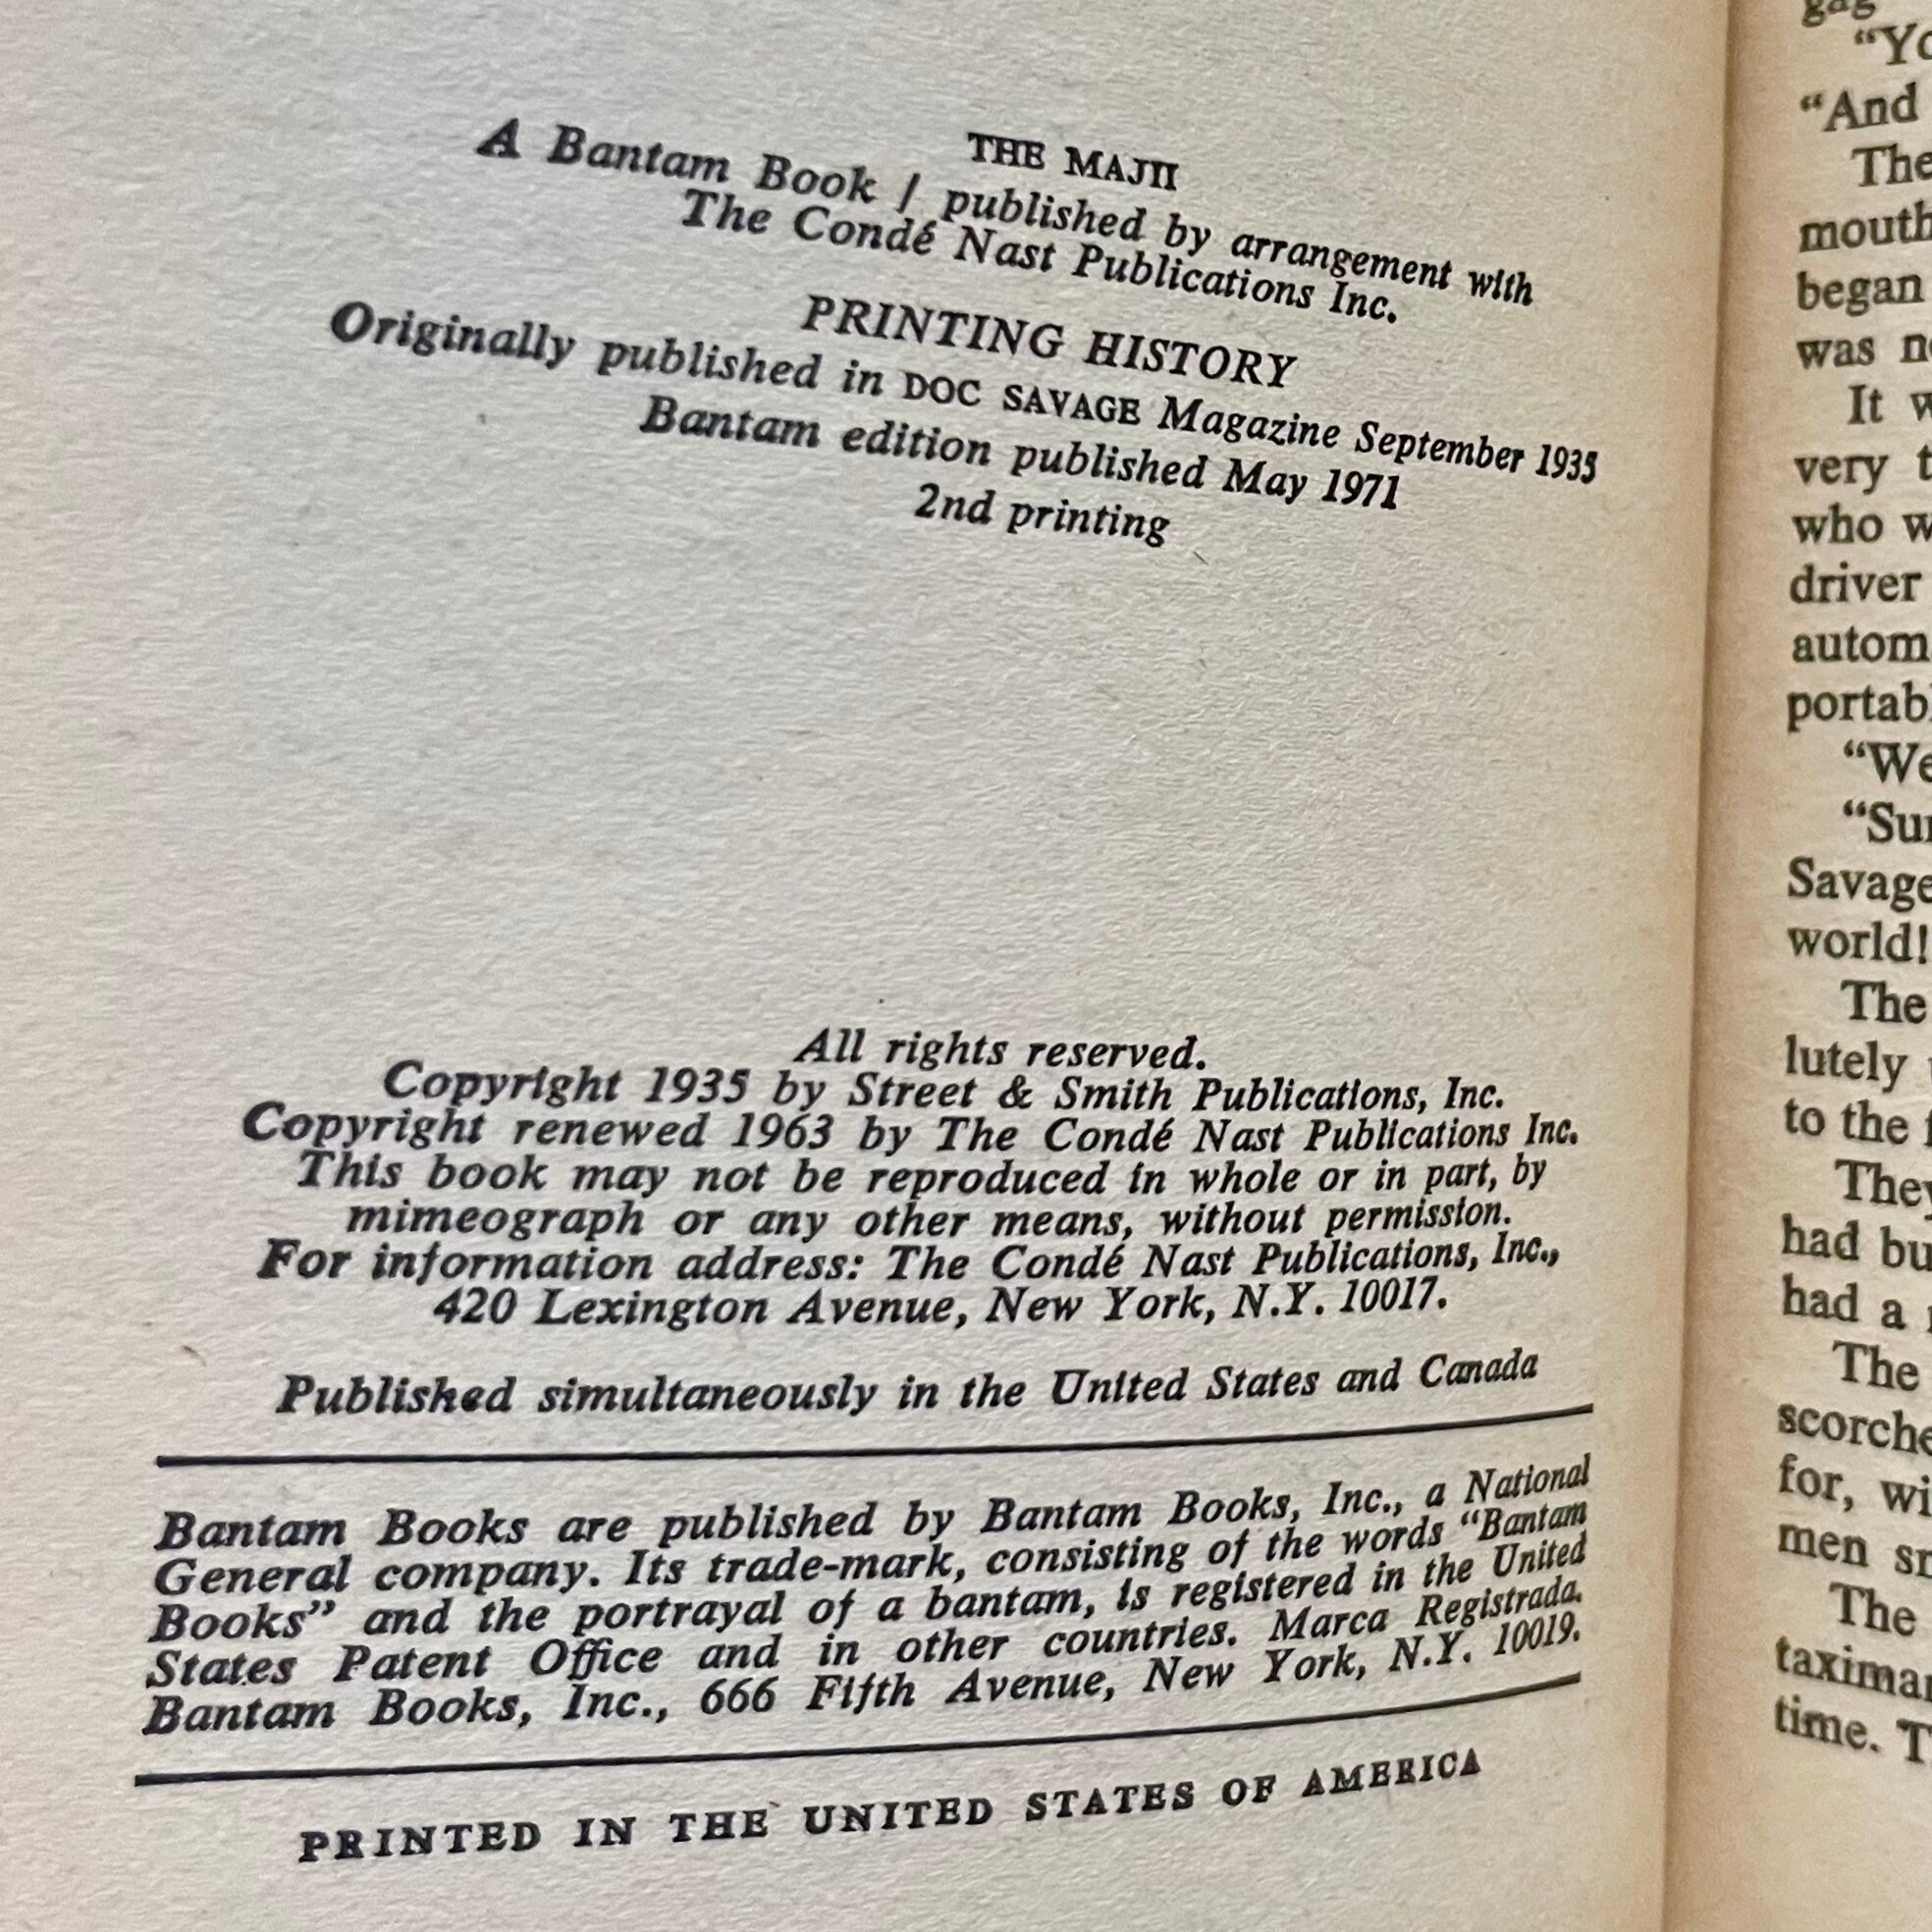 THE MAJII
A Bantam Book / published by arrangement with
The Condé Nast Publications Inc.
PRINTING HISTORY
Originally published in DOC SAVAGE Magazine September 1935
Bantam edition published May 1971
2nd printing
All rights reserved.
Copyright 1935 by Street & Smith Publications, Inc.
Copyright renewed 1963 by The Condé Nast Publications Inc.
This book may not be reproduced in whole or in part, by
mimeograph or any other means, without permission.
For information address: The Condé Nast Publications, Inc.,
420 Lexington Avenue, New York, N.Y. 10017.
Published simultaneously in the United States and Canada
Bantam Books are published by Bantam Books, Inc., a National
General company. Its trade-mark, consisting of the words "Bantam
Books" and the portrayal of a bantam, is registered in the United
States Patent Office and in other countries. Marca Registrada.
Bantam Books, Inc., 666 Fifth Avenue, New York, N.Y. 10019.
PRINTED IN THE UNITED STATES OF AMERICA
gag
"And
The
mouth
began
was
It
very
who
driver
portab
Savage
world!
The
lutely
to the
They
had
had a
The
scorche
for,
men
The
taximan
time.